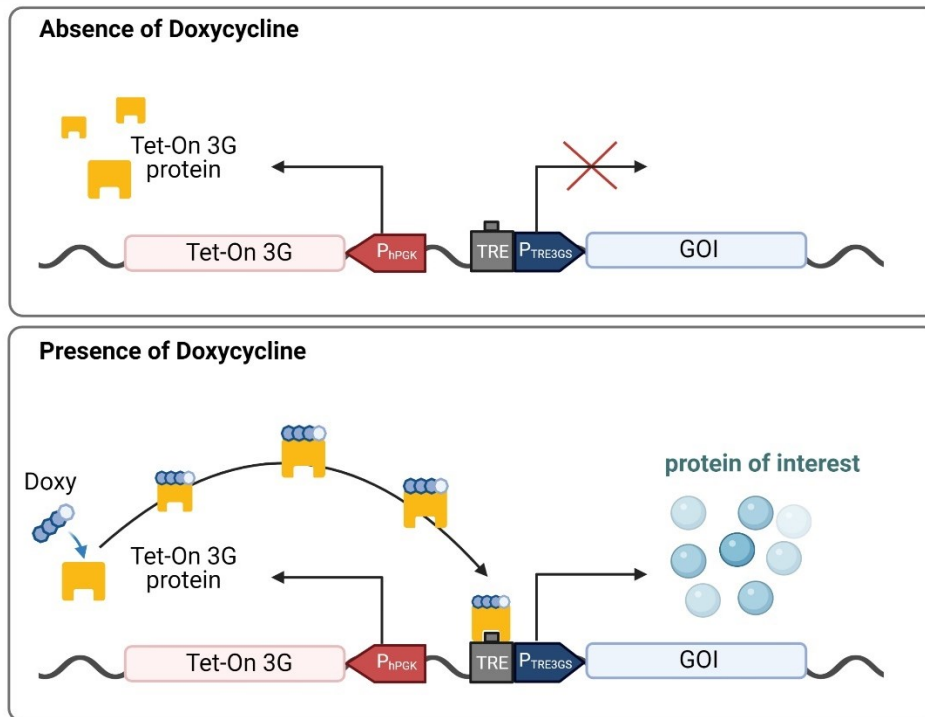 Absence of Doxycycline
Tet-On 3G
protein
Tet-On 3G
PhPGK
TRE
PTRE3GS
GOI
Presence of Doxycycline
protein of interest
Doxy
Tet-On 3G
protein
Tet-On 3G
PhPGK
TRE
PTRE3GS
GOI